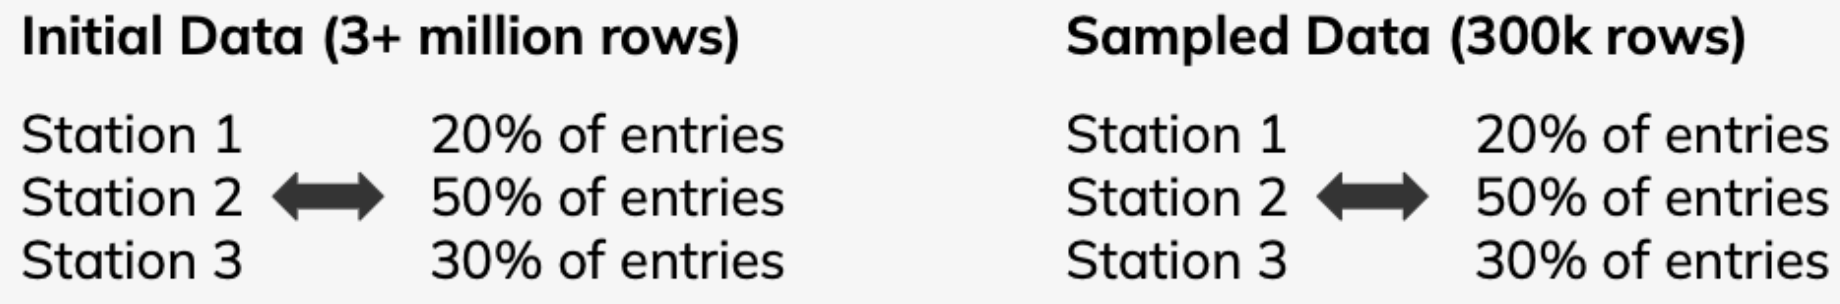 Initial Data (3+ million rows)
Station 1 20% of entries
Station 2 50% of entries
Station 3 30% of entries
Sampled Data (300k rows)
Station 1 20% of entries
Station 2 50% of entries
Station 3 30% of entries